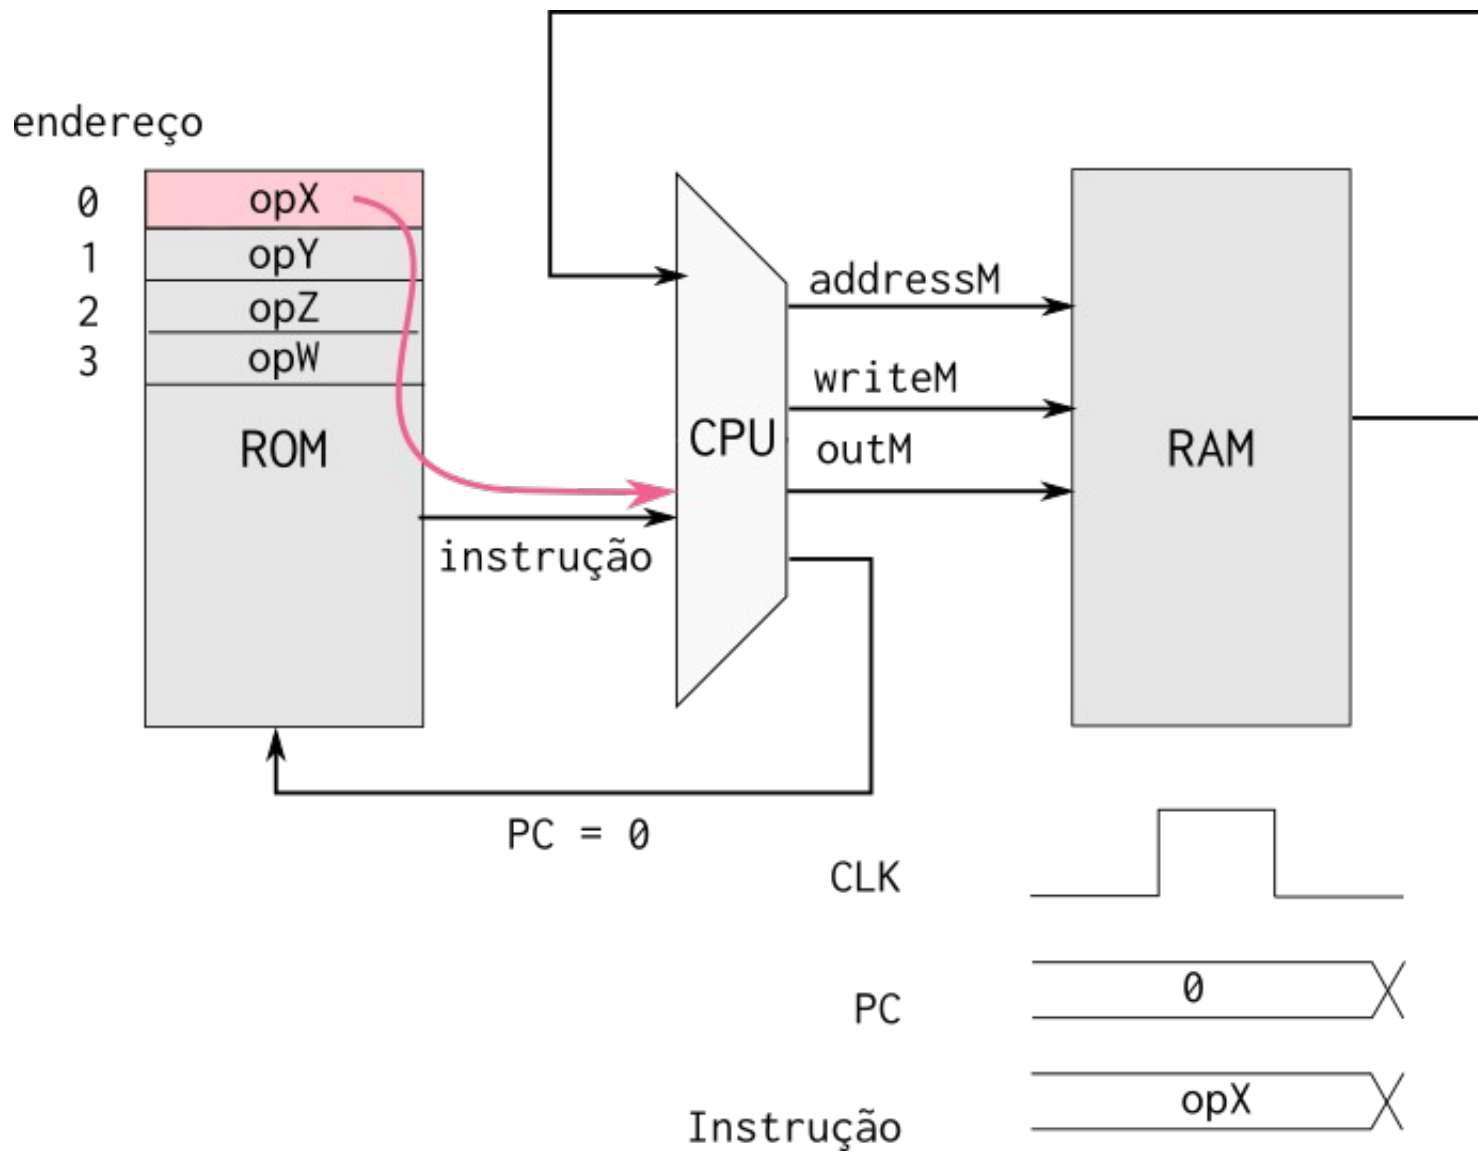 endereço
0 opX
1 opY
2 opZ
3 opW
ROM
instrução
CPU
addressM
writeM
outM
RAM
PC = 0
CLK
PC 0
Instrução opX